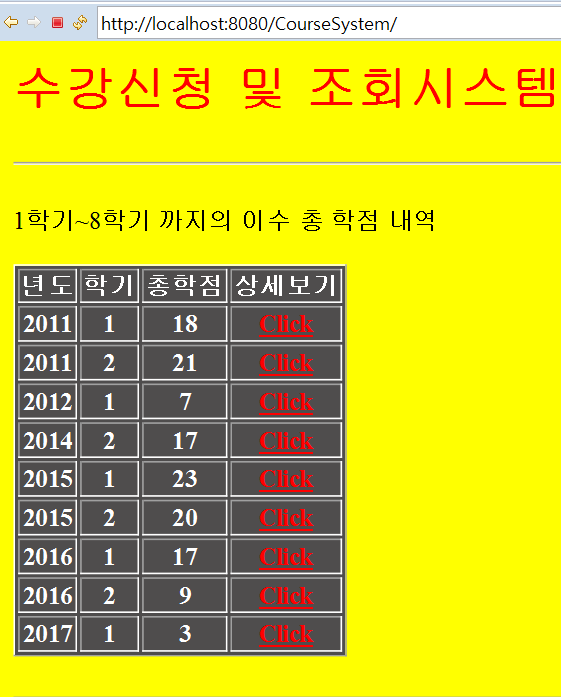 http://localhost:8080/CourseSystem/
수강신청 및 조회시스템
1학기~8학기 까지의 이수 총 학점 내역
년도 학기 총학점 상세보기
2011 1 18 Click
2011 2 21 Click
2012 1 7 Click
2014 2 17 Click
2015 1 23 Click
2015 2 20 Click
2016 1 17 Click
2016 2 9 Click
2017 1 3 Click